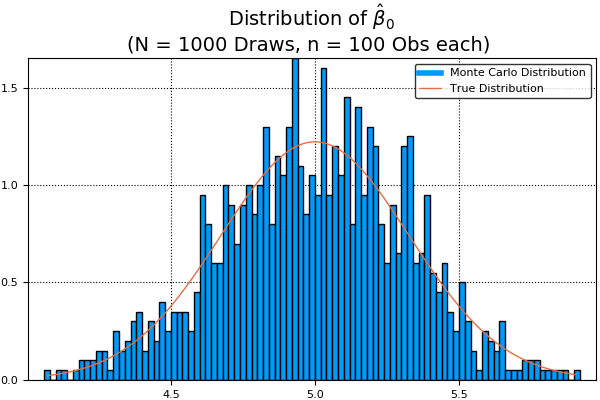 Distribution of β̂₀
(N = 1000 Draws, n = 100 Obs each)
Monte Carlo Distribution
True Distribution
1.5
1.0
0.5
0.0
4.5 5.0 5.5